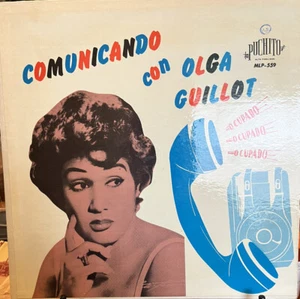 COMUNICANDO
con OLGA
GUILLOT
PUCHITO
MLP-559
OCUPADO
OCUPADO
OCUPADO